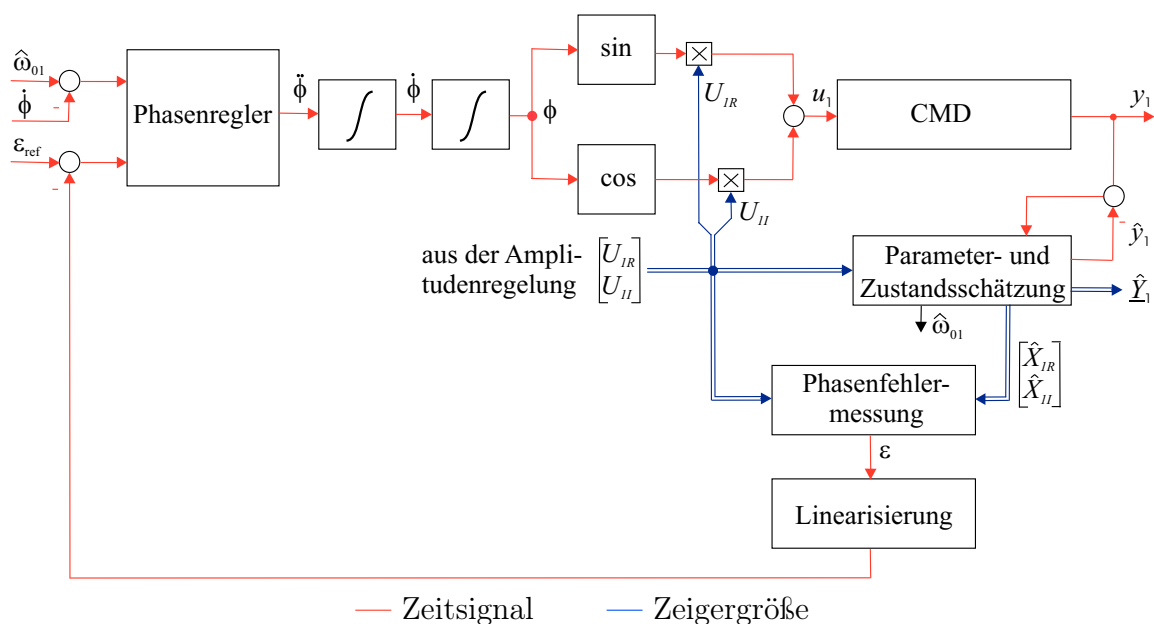 ω̂₀₁
φ̇
-
ε_ref
-
Phasenregler
φ̈
∫
φ̇
∫
φ
sin
cos
×
U_IR
×
U_II
u₁
CMD
y₁
-
ŷ₁
aus der Ampli-
tudenregelung
[U_IR
U_II]
Parameter- und
Zustandsschätzung
Ŷ₁
ω̂₀₁
[X̂_IR
X̂_II]
Phasenfehler-
messung
ε
Linearisierung
Zeitsignal
Zeigergröße